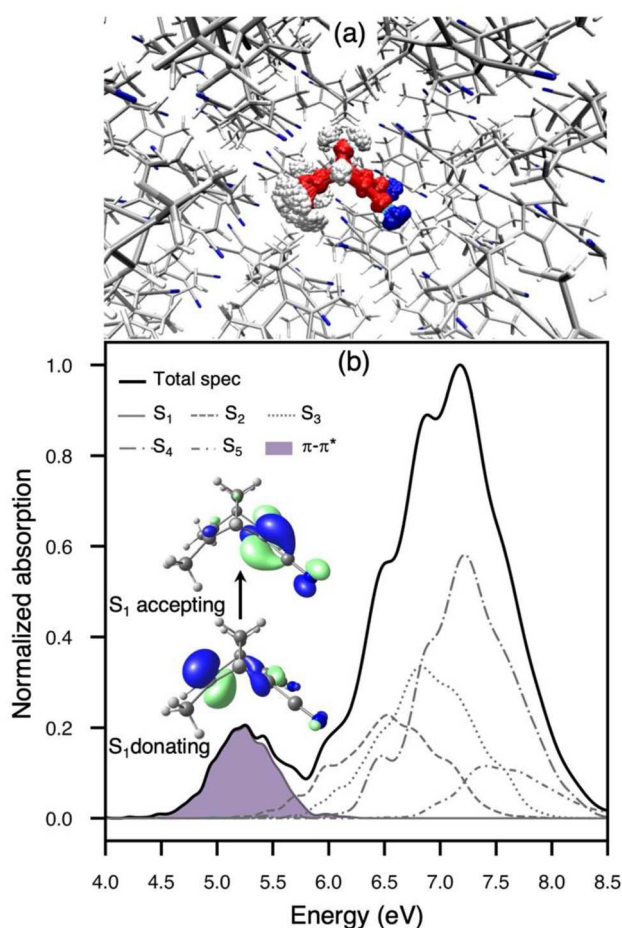 (a)
(b)
1.0
0.8
0.6
0.4
0.2
0.0
Normalized absorption
Total spec
S₁ S₂ S₃
S₄ S₅ π-π*
S₁ accepting
S₁donating
4.0 4.5 5.0 5.5 6.0 6.5 7.0 7.5 8.0 8.5
Energy (eV)